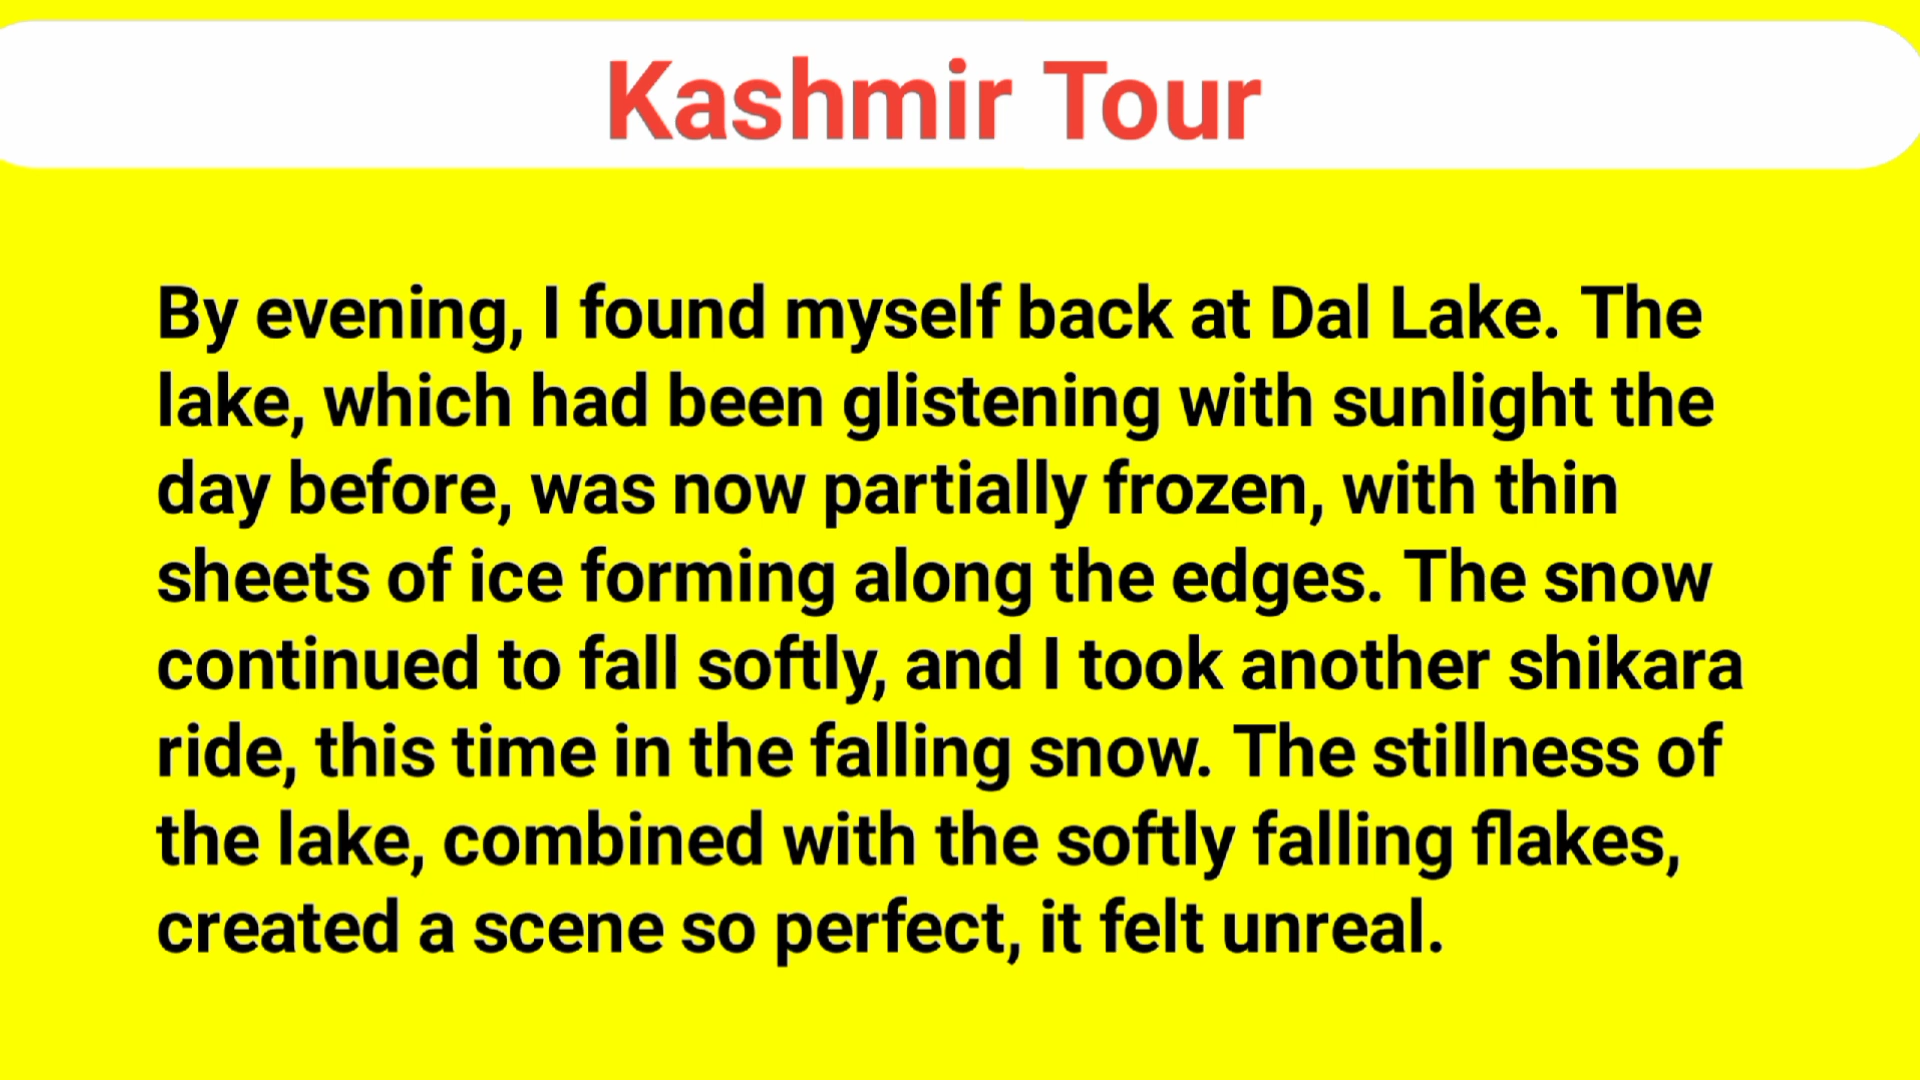 Kashmir Tour
By evening, I found myself back at Dal Lake. The
lake, which had been glistening with sunlight the
day before, was now partially frozen, with thin
sheets of ice forming along the edges. The snow
continued to fall softly, and I took another shikara
ride, this time in the falling snow. The stillness of
the lake, combined with the softly falling flakes,
created a scene so perfect, it felt unreal.